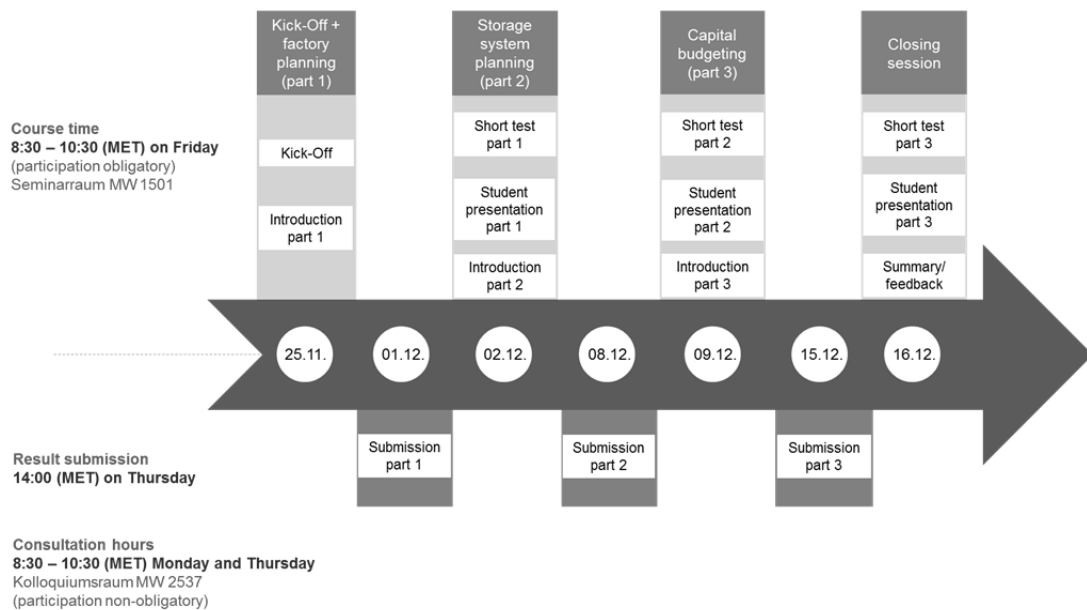 Kick-Off +
factory
planning
(part 1)
Storage
system
planning
(part 2)
Capital
budgeting
(part 3)
Closing
session
Course time
8:30 – 10:30 (MET) on Friday
(participation obligatory)
Seminarraum MW 1501
Kick-Off
Introduction
part 1
Short test
part 1
Student
presentation
part 1
Introduction
part 2
Short test
part 2
Student
presentation
part 2
Introduction
part 3
Short test
part 3
Student
presentation
part 3
Summary/
feedback
25.11.
01.12.
02.12.
08.12.
09.12.
15.12.
16.12.
Submission
part 1
Submission
part 2
Submission
part 3
Result submission
14:00 (MET) on Thursday
Consultation hours
8:30 – 10:30 (MET) Monday and Thursday
Kolloquiumsraum MW 2537
(participation non-obligatory)